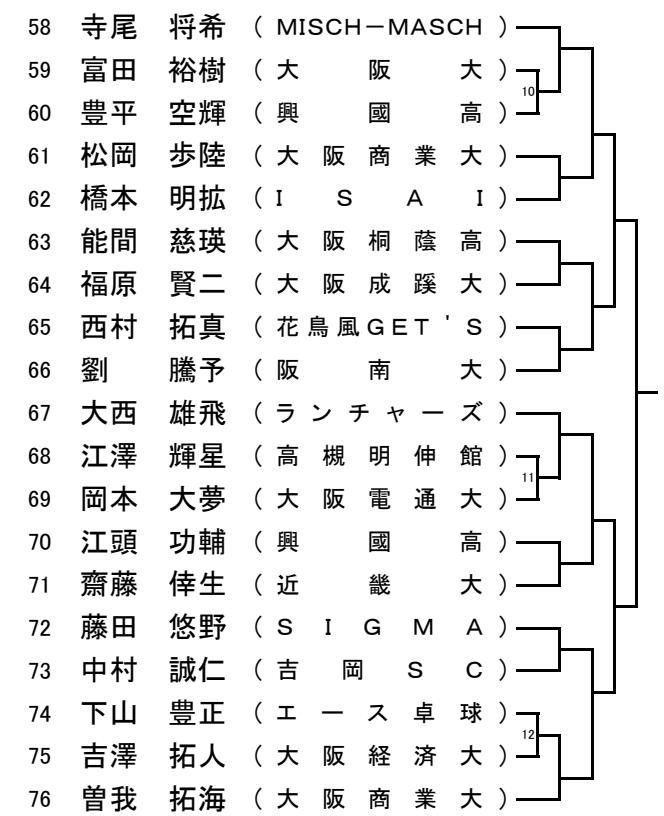 58 寺尾 将希 (MISCH－MASCH)
59 富田 裕樹 (大阪大)
10
60 豊平 空輝 (興國高)
61 松岡 歩陸 (大阪商業大)
62 橋本 明拡 (ISAI)
63 能間 慈瑛 (大阪桐蔭高)
64 福原 賢二 (大阪成蹊大)
65 西村 拓真 (花鳥風GET'S)
66 劉 騰予 (阪南大)
67 大西 雄飛 (ランチャーズ)
68 江澤 輝星 (高槻明伸館)
11
69 岡本 大夢 (大阪電通大)
70 江頭 功輔 (興國高)
71 齋藤 倖生 (近畿大)
72 藤田 悠野 (SIGMA)
73 中村 誠仁 (吉岡SC)
74 下山 豊正 (エース卓球)
12
75 吉澤 拓人 (大阪経済大)
76 曽我 拓海 (大阪商業大)